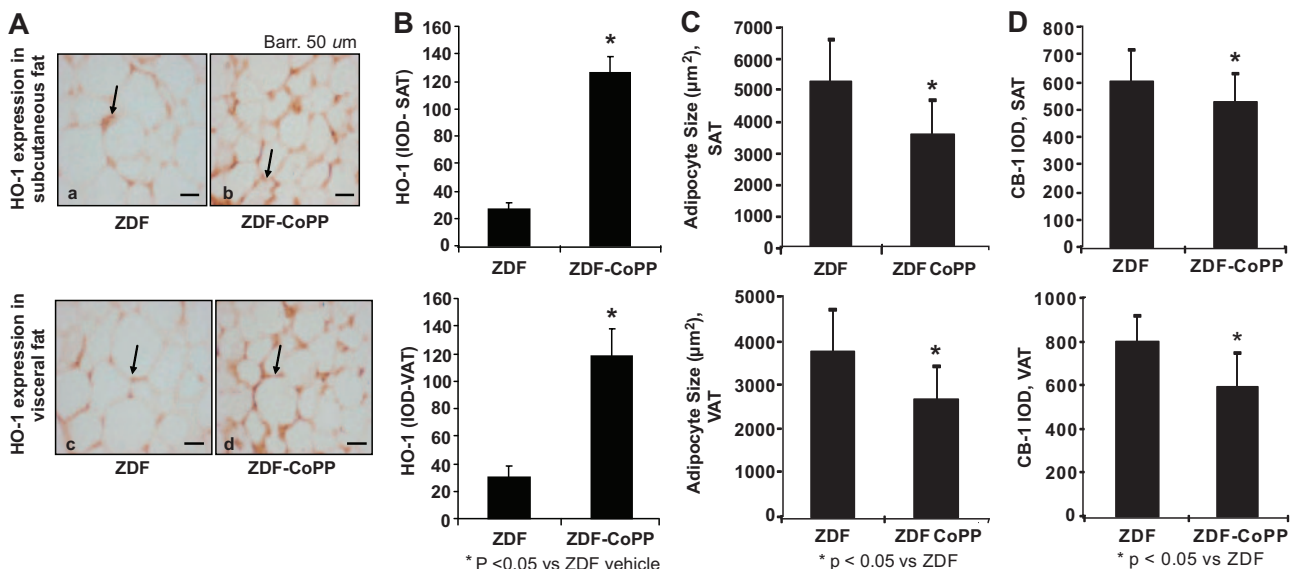 A
Barr. 50 um
HO-1 expression in
subcutaneous fat
a
b
ZDF
ZDF-CoPP
HO-1 expression in
visceral fat
c
d
ZDF
ZDF-CoPP
B
HO-1 (IOD- SAT)
160
140
120
100
80
60
40
20
0
*
ZDF
ZDF-CoPP
HO-1 (IOD-VAT)
160
140
120
100
80
60
40
20
0
*
ZDF
ZDF-CoPP
* P <0.05 vs ZDF vehicle
C
Adipocyte Size (µm²),
SAT
7000
6000
5000
4000
3000
2000
1000
0
*
ZDF
ZDF CoPP
Adipocyte Size (µm²),
VAT
5000
4000
3000
2000
1000
0
*
ZDF
ZDF CoPP
* p < 0.05 vs ZDF
D
CB-1 IOD, SAT
800
700
600
500
400
300
200
100
0
*
ZDF
ZDF-CoPP
CB-1 IOD, VAT
1000
800
600
400
200
0
*
ZDF
ZDF-CoPP
* p < 0.05 vs ZDF